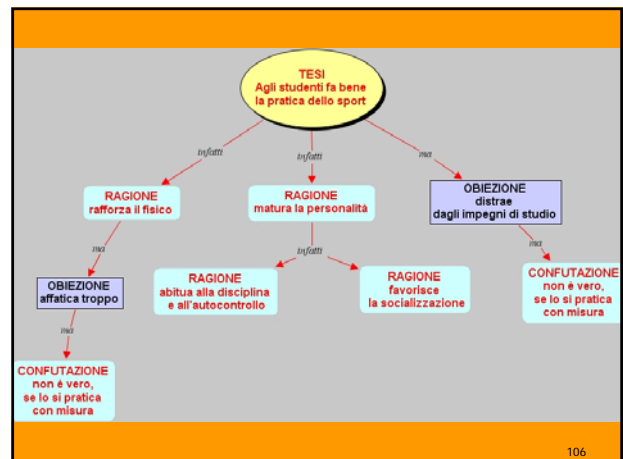 TESI
Agli studenti fa bene
la pratica dello sport
infatti
infatti
ma
RAGIONE
rafforza il fisico
RAGIONE
matura la personalità
OBIEZIONE
distrae
dagli impegni di studio
ma
infatti
ma
OBIEZIONE
affatica troppo
RAGIONE
abitua alla disciplina
e all'autocontrollo
RAGIONE
favorisce
la socializzazione
CONFUTAZIONE
non è vero,
se lo si pratica
con misura
ma
CONFUTAZIONE
non è vero,
se lo si pratica
con misura
106